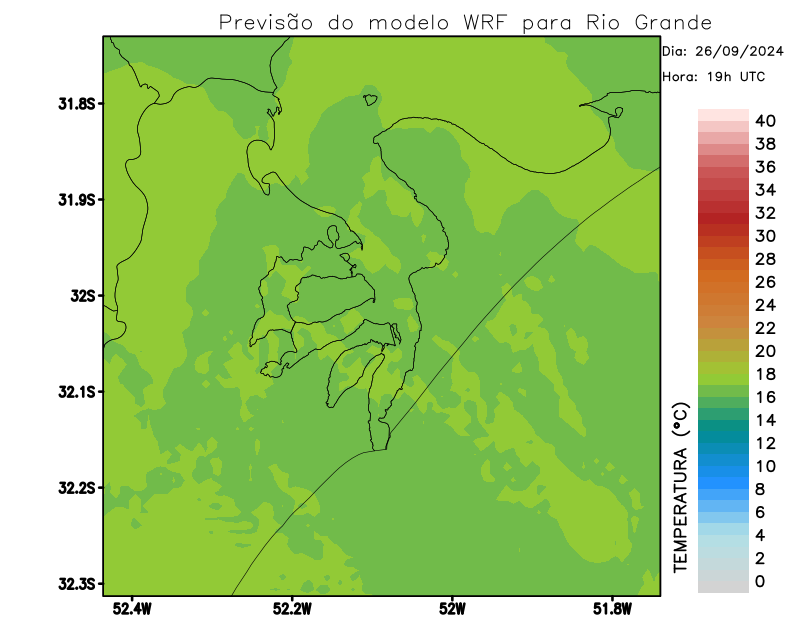 Previsão do modelo WRF para Rio Grande
Dia: 26/09/2024
Hora: 19h UTC
31.8S
31.9S
32S
32.1S
32.2S
32.3S
52.4W
52.2W
52W
51.8W
TEMPERATURA (°C)
40
38
36
34
32
30
28
26
24
22
20
18
16
14
12
10
8
6
4
2
0